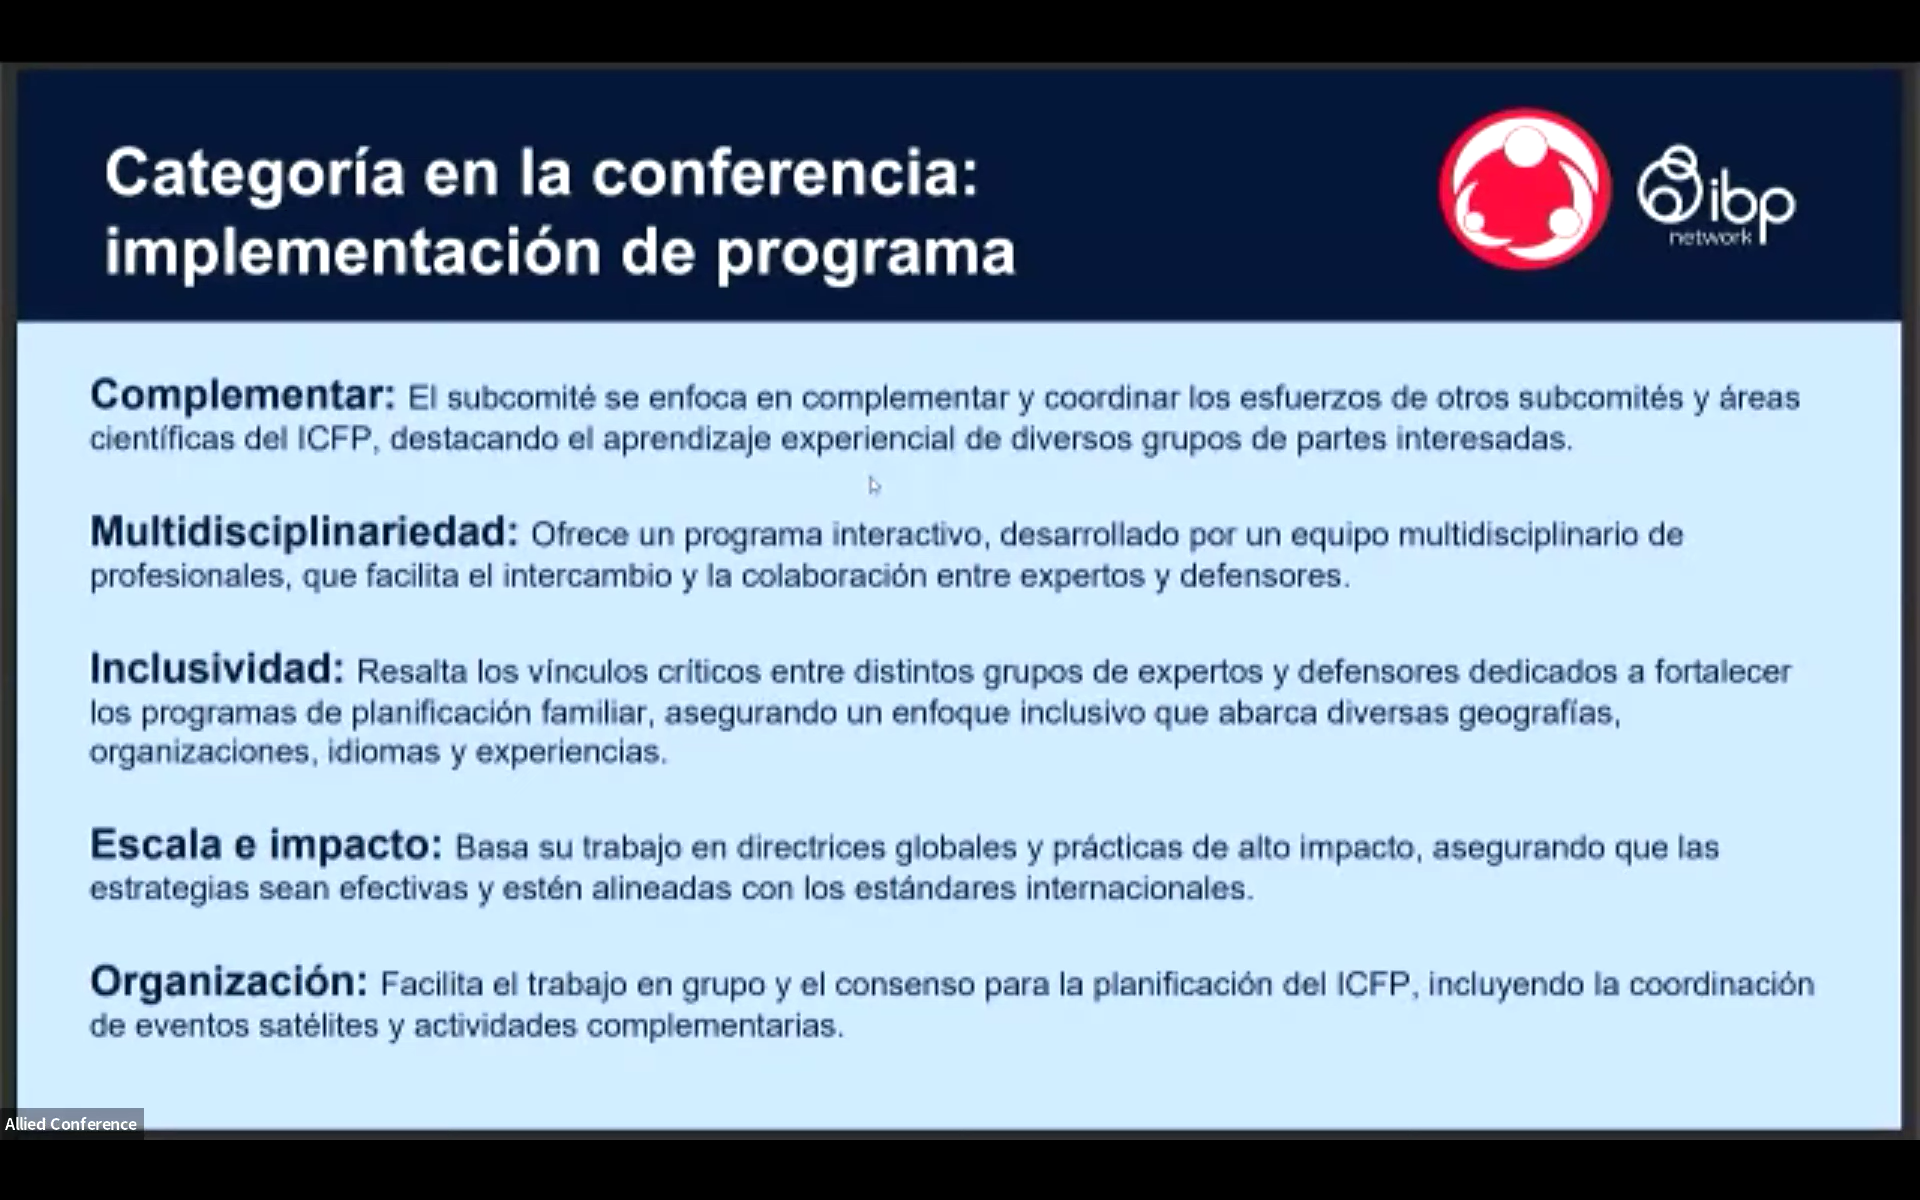 Categoría en la conferencia:
implementación de programa
ibp
network
Complementar: El subcomité se enfoca en complementar y coordinar los esfuerzos de otros subcomités y áreas
científicas del ICFP, destacando el aprendizaje experiencial de diversos grupos de partes interesadas.
Multidisciplinariedad: Ofrece un programa interactivo, desarrollado por un equipo multidisciplinario de
profesionales, que facilita el intercambio y la colaboración entre expertos y defensores.
Inclusividad: Resalta los vínculos críticos entre distintos grupos de expertos y defensores dedicados a fortalecer
los programas de planificación familiar, asegurando un enfoque inclusivo que abarca diversas geografías,
organizaciones, idiomas y experiencias.
Escala e impacto: Basa su trabajo en directrices globales y prácticas de alto impacto, asegurando que las
estrategias sean efectivas y estén alineadas con los estándares internacionales.
Organización: Facilita el trabajo en grupo y el consenso para la planificación del ICFP, incluyendo la coordinación
de eventos satélites y actividades complementarias.
Allied Conference